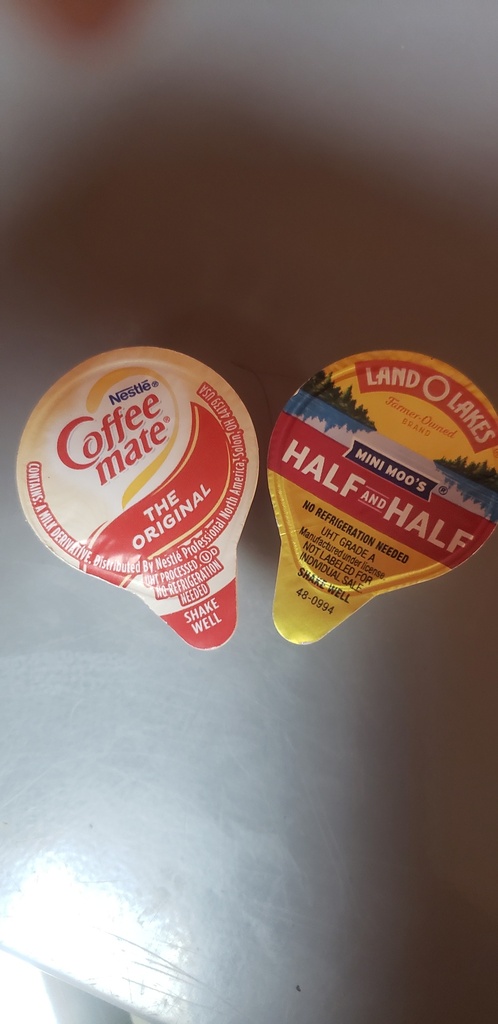 Nestlé®
Coffee
mate®
THE
ORIGINAL
CONTAINS: A MILK DERIVATIVE. Distributed By Nestlé Professional North America, Solon, OH 44139 USA
UHT PROCESSED U D
NO REFRIGERATION
NEEDED
SHAKE
WELL
LAND O LAKES
Farmer-Owned
BRAND
MINI MOO'S®
HALF AND HALF
NO REFRIGERATION NEEDED
UHT GRADE A
Manufactured under license.
NOT LABELED FOR
INDIVIDUAL SALE
SHAKE WELL
48-0994